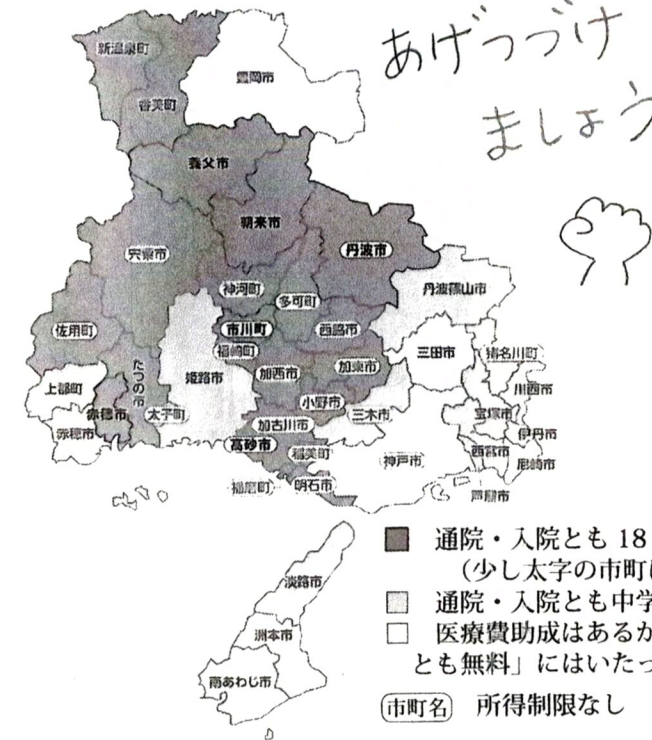 あげつづけ
ましょう
新温泉町
香美町
豊岡市
養父市
朝来市
宍粟市
丹波市
神河町
多可町
丹波篠山市
佐用町
市川町
西脇市
福崎町
三田市
猪名川町
姫路市
加西市
加東市
上郡町
たつの市
川西市
赤穂市
太子町
小野市
三木市
宝塚市
赤穂市
加古川市
伊丹市
高砂市
稲美町
神戸市
西宮市
尼崎市
播磨町
明石市
芦屋市
淡路市
洲本市
南あわじ市
通院・入院とも18
（少し太字の市町
通院・入院とも中学
医療費助成はあるが
とも無料」にはいたっ
市町名 所得制限なし